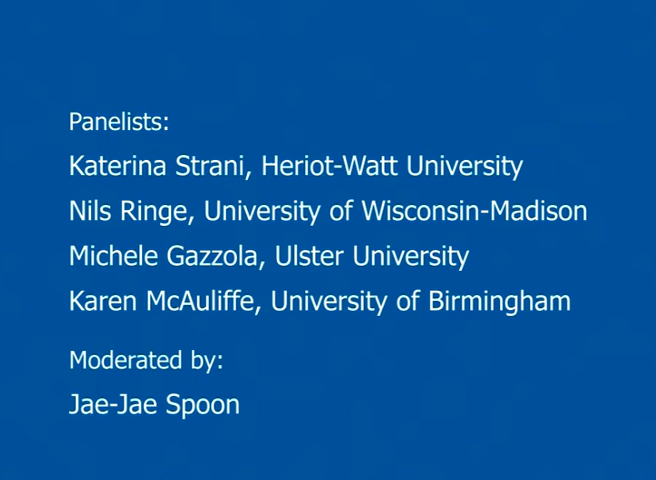 Panelists:
Katerina Strani, Heriot-Watt University
Nils Ringe, University of Wisconsin-Madison
Michele Gazzola, Ulster University
Karen McAuliffe, University of Birmingham
Moderated by:
Jae-Jae Spoon